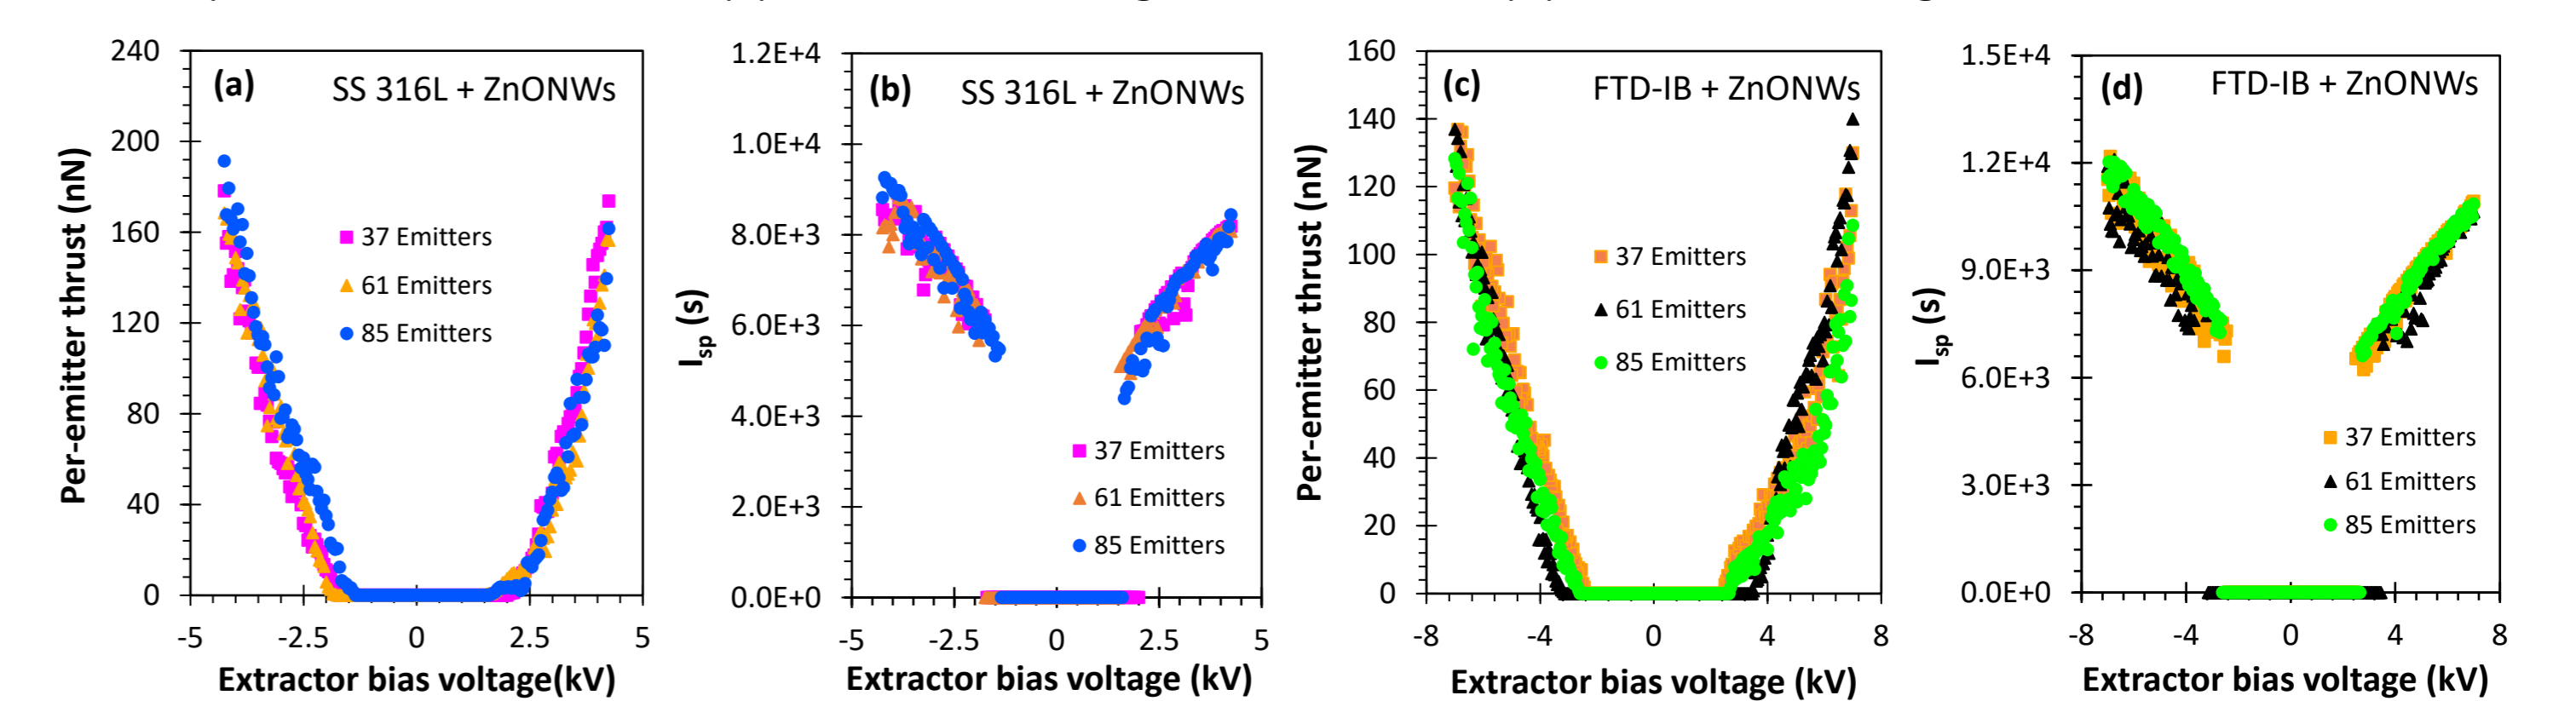 (a) SS 316L + ZnONWs
Per-emitter thrust (nN)
240
200
160
120
80
40
0
37 Emitters
61 Emitters
85 Emitters
-5 -2.5 0 2.5 5
Extractor bias voltage(kV)
(b) SS 316L + ZnONWs
Isp (s)
1.2E+4
1.0E+4
8.0E+3
6.0E+3
4.0E+3
2.0E+3
0.0E+0
37 Emitters
61 Emitters
85 Emitters
-5 -2.5 0 2.5 5
Extractor bias voltage (kV)
(c) FTD-IB + ZnONWs
Per-emitter thrust (nN)
160
140
120
100
80
60
40
20
0
37 Emitters
61 Emitters
85 Emitters
-8 -4 0 4 8
Extractor bias voltage (kV)
(d) FTD-IB + ZnONWs
Isp (s)
1.5E+4
1.2E+4
9.0E+3
6.0E+3
3.0E+3
0.0E+0
37 Emitters
61 Emitters
85 Emitters
-8 -4 0 4 8
Extractor bias voltage (kV)